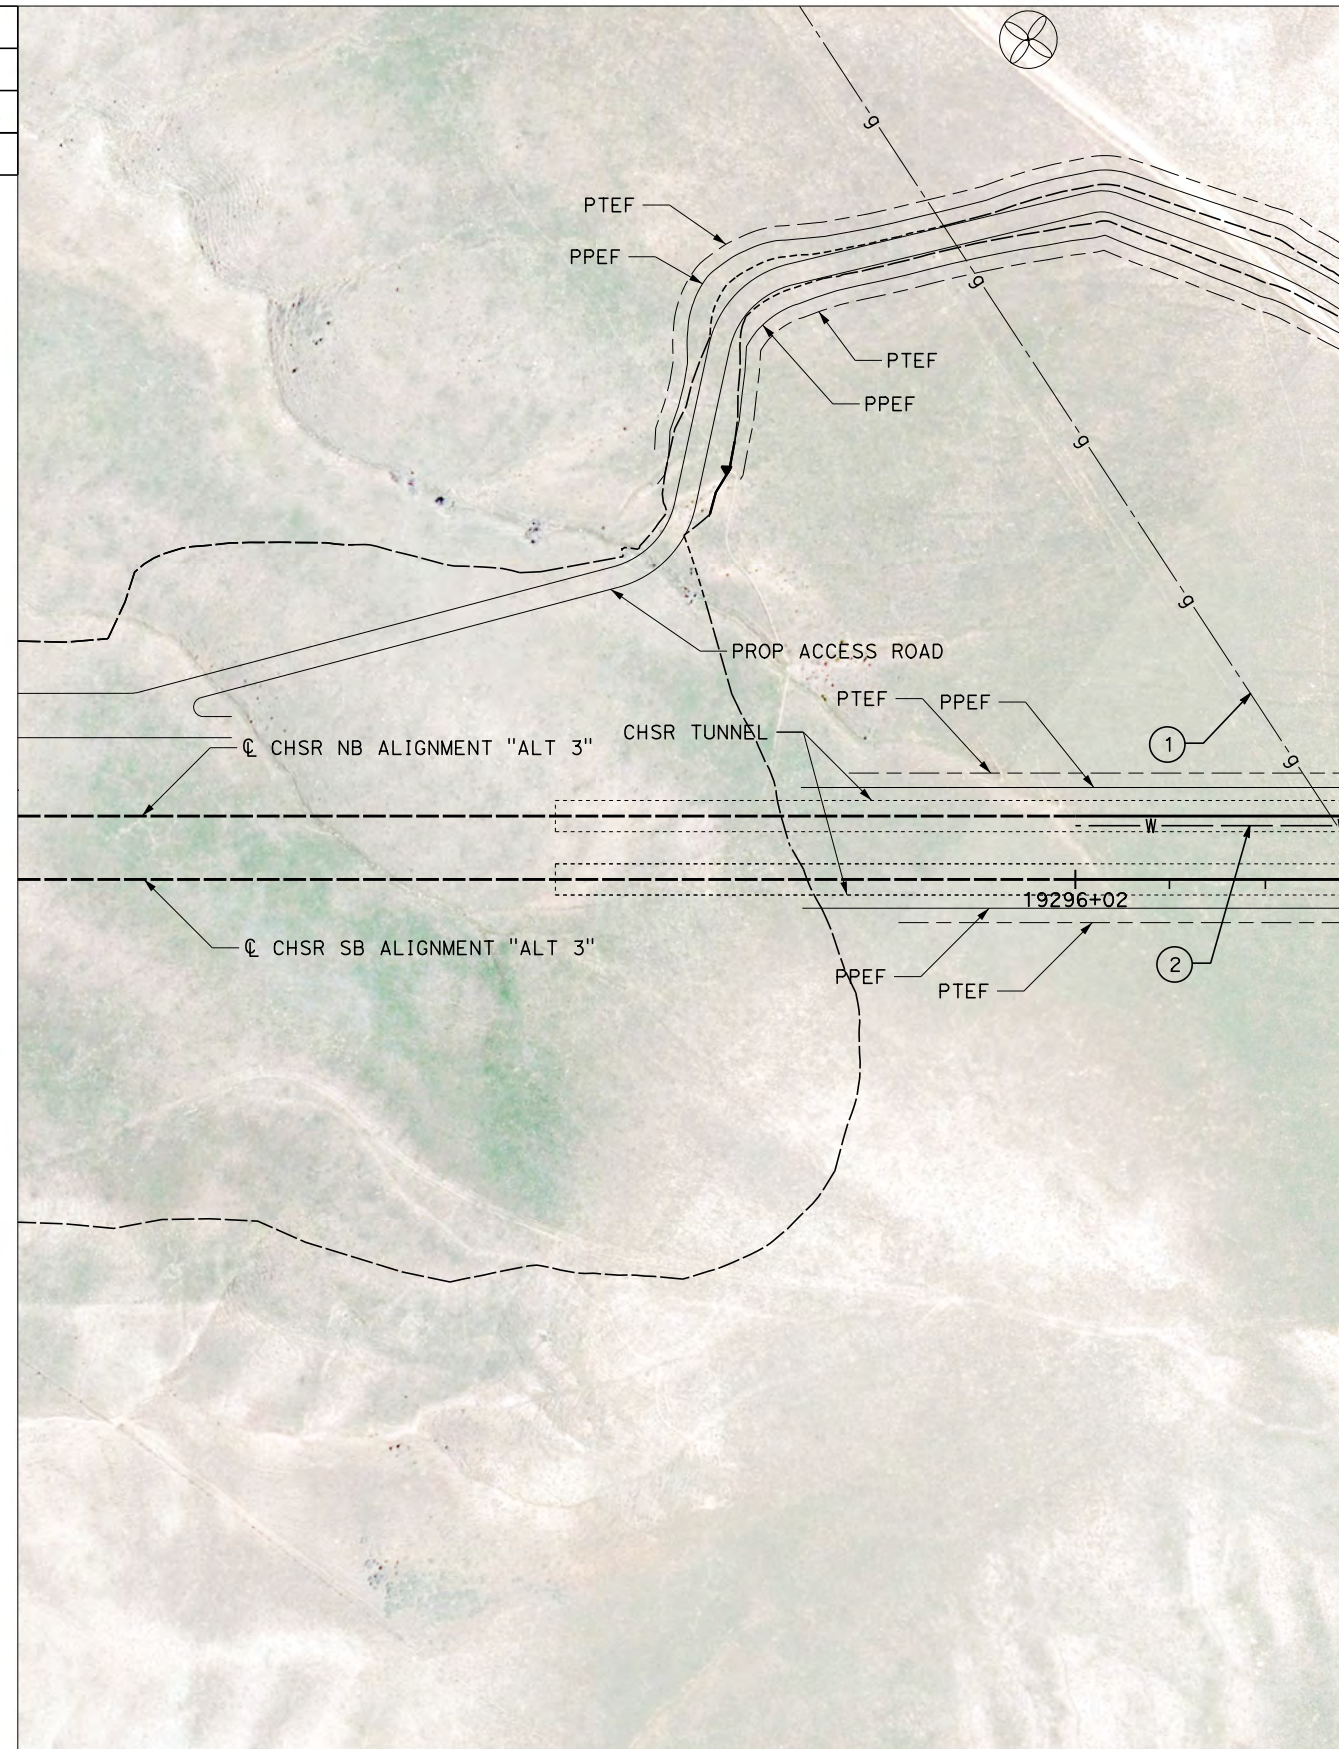 g
PTEF
PPEF
g
PTEF
PPEF
g
g
PROP ACCESS ROAD
PTEF
PPEF
CHSR TUNNEL
1
℄ CHSR NB ALIGNMENT "ALT 3"
g
W
19296+02
℄ CHSR SB ALIGNMENT "ALT 3"
PPEF
2
PTEF